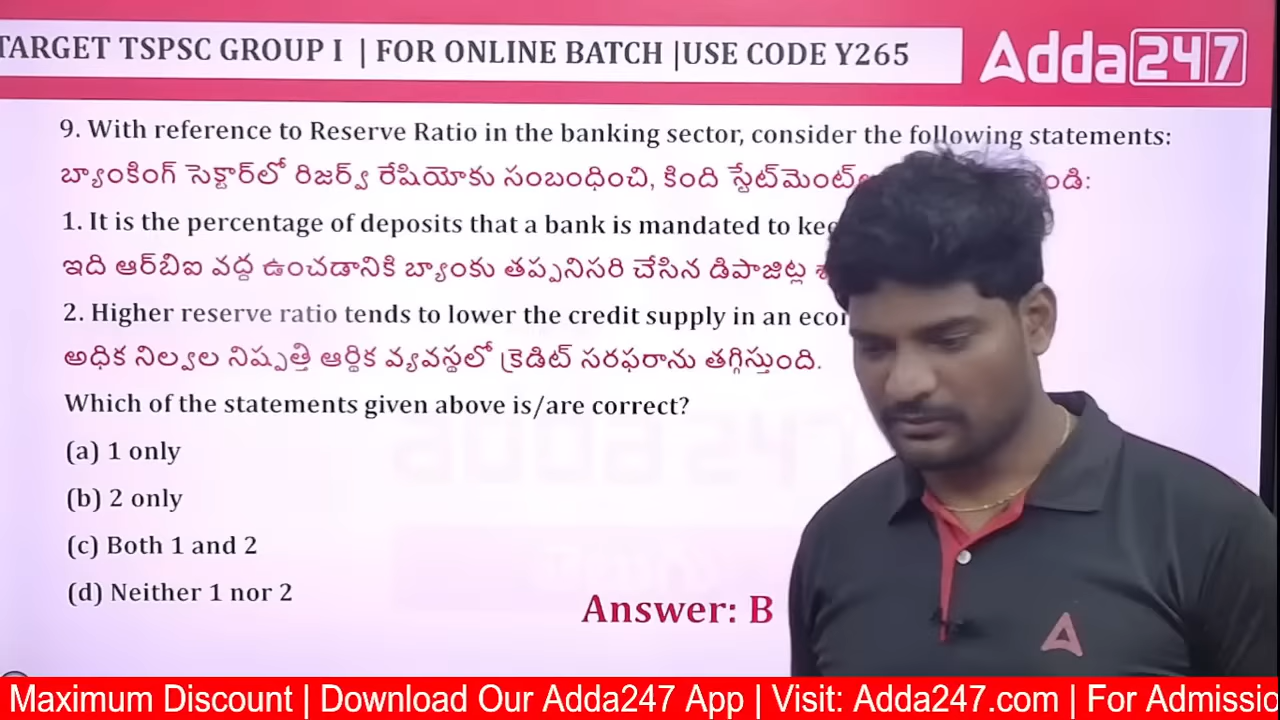 TARGET TSPSC GROUP I | FOR ONLINE BATCH |USE CODE Y265
Adda247
9. With reference to Reserve Ratio in the banking sector, consider the following statements:
బ్యాంకింగ్ సెక్టార్‌లో రిజర్వ్ రేషియోకు సంబంధించి, కింది స్టేట్‌మెంట్‌
1. It is the percentage of deposits that a bank is mandated to
ఇది ఆర్‌బిఐ వద్ద ఉంచడానికి బ్యాంకు తప్పనిసరి చేసిన డిపాజిట్ల
2. Higher reserve ratio tends to lower the credit supply in an
అధిక నిల్వల నిష్పత్తి ఆర్థిక వ్యవస్థలో క్రెడిట్ సరఫరాను తగ్గిస్తుంది.
Which of the statements given above is/are correct?
(a) 1 only
(b) 2 only
(c) Both 1 and 2
(d) Neither 1 nor 2
Answer: B
Maximum Discount | Download Our Adda247 App | Visit: Adda247.com | For Admissio